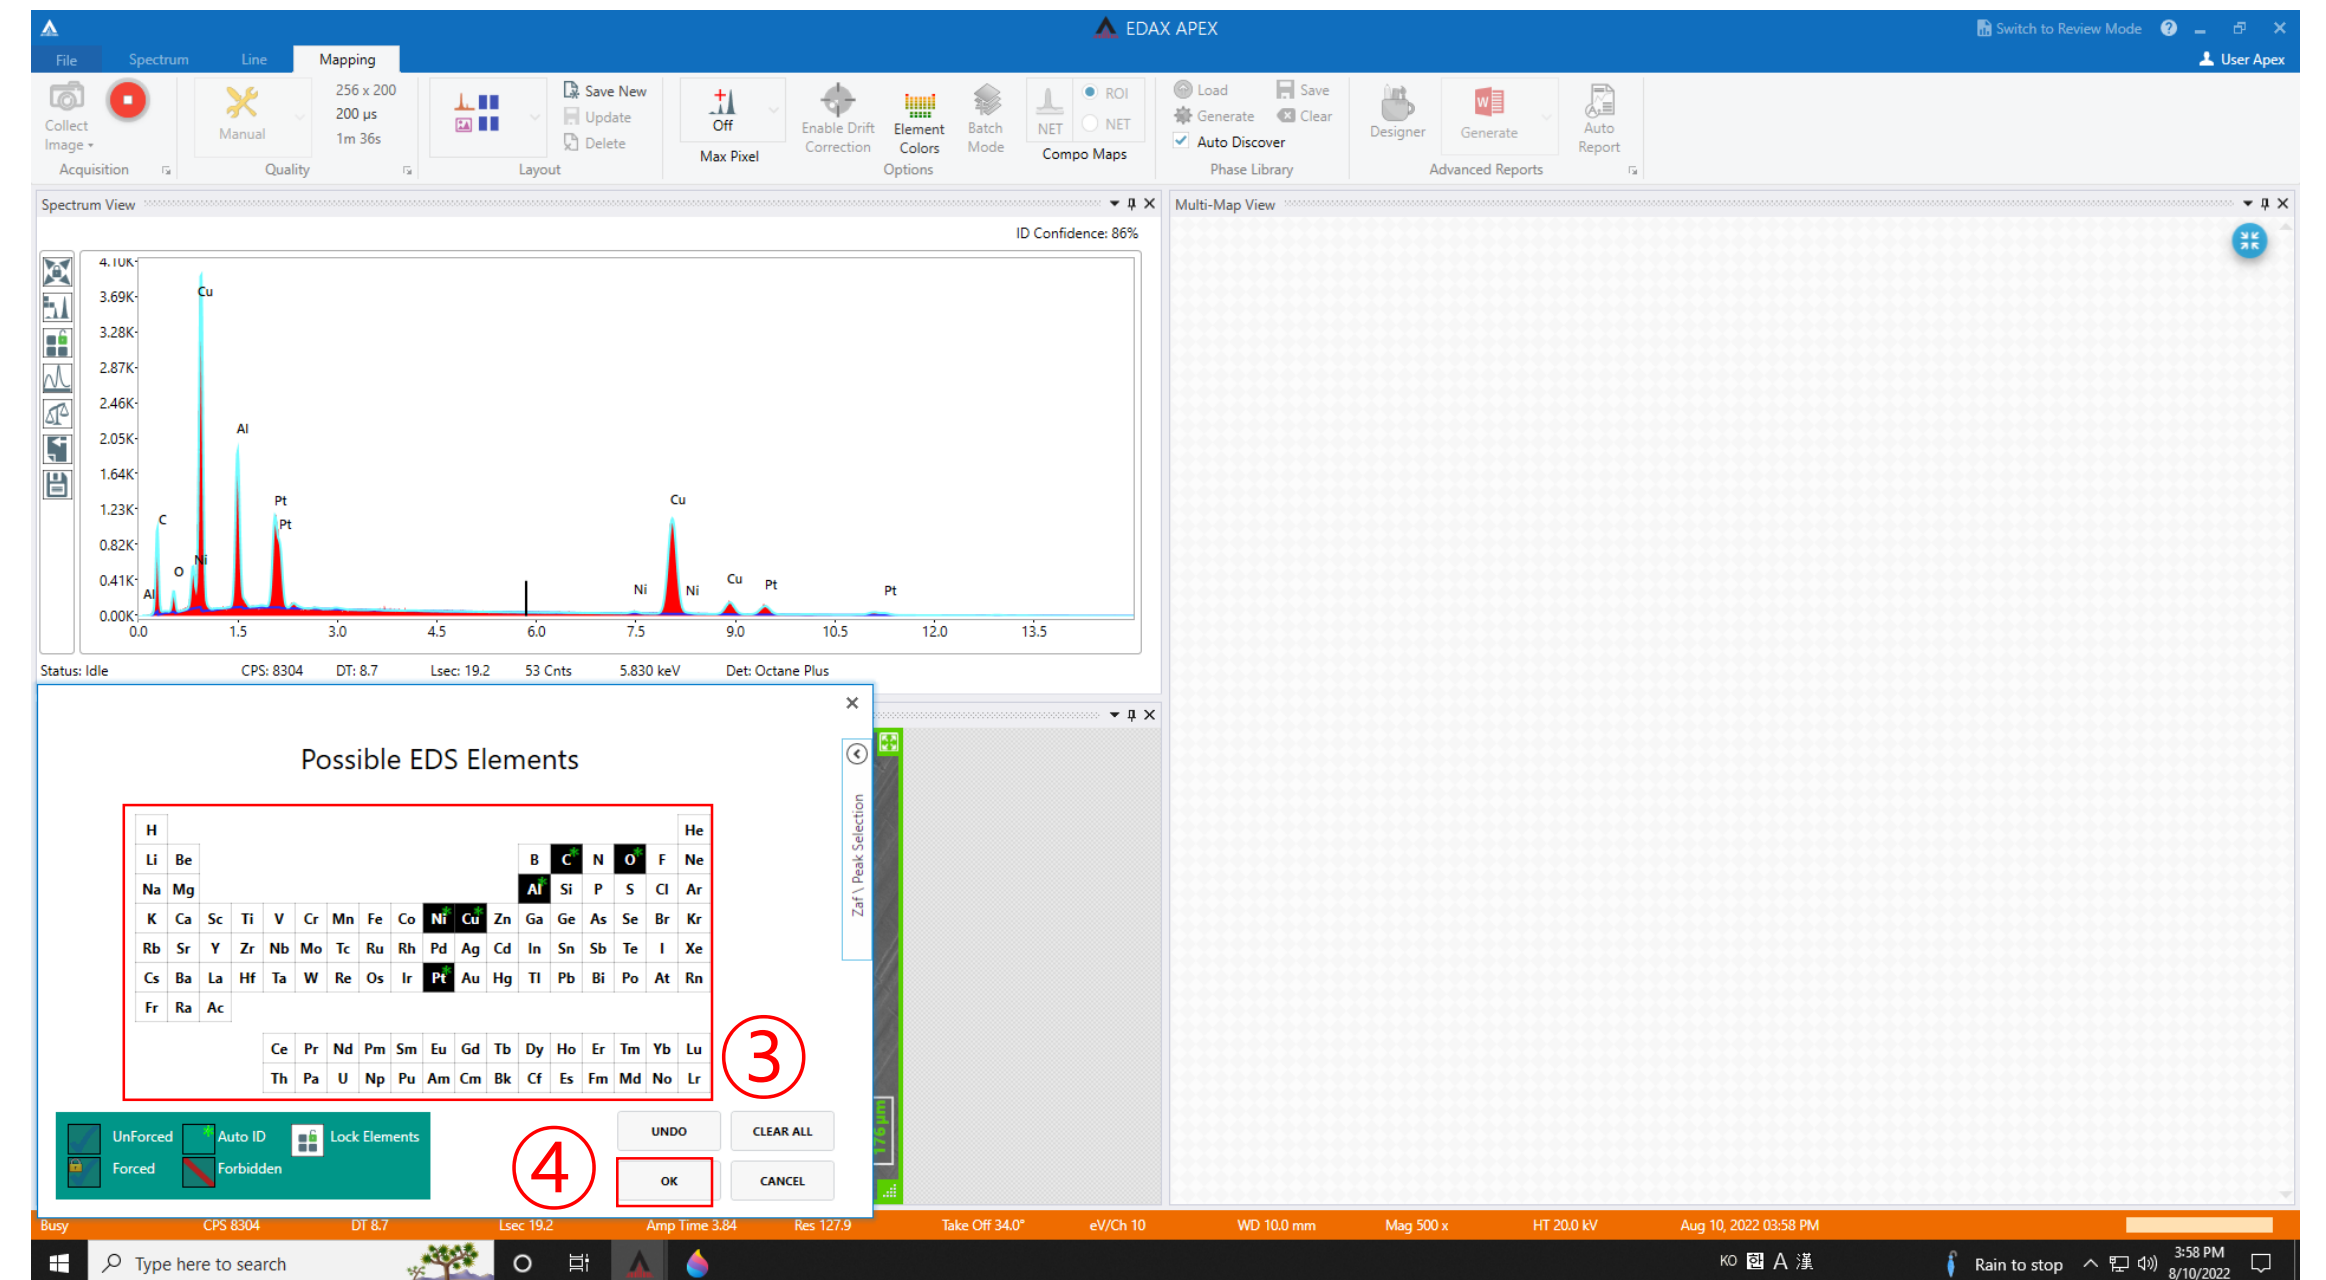 EDAX APEX
Switch to Review Mode
File Spectrum Line Mapping
User Apex
Collect Image
Manual
256 x 200
200 µs
1m 36s
Save New
Update
Delete
Off
Max Pixel
Enable Drift Correction
Element Colors
Batch Mode
NET
ROI
NET
Compo Maps
Load Save
Generate Clear
Auto Discover
Designer
Generate
Auto Report
Acquisition Quality Layout Options Phase Library Advanced Reports
Spectrum View
Multi-Map View
ID Confidence: 86%
4.10K
3.69K
3.28K
2.87K
2.46K
2.05K
1.64K
1.23K
0.82K
0.41K
0.00K
Cu
Al
Pt
Pt
C
O
Ni
Al
Cu
Ni
Ni
Cu
Pt
Pt
0.0 1.5 3.0 4.5 6.0 7.5 9.0 10.5 12.0 13.5
Status: Idle CPS: 8304 DT: 8.7 Lsec: 19.2 53 Cnts 5.830 keV Det: Octane Plus
Possible EDS Elements
Zaf \ Peak Selection
H He
Li Be B C* N O* F Ne
Na Mg Al* Si P S Cl Ar
K Ca Sc Ti V Cr Mn Fe Co Ni* Cu* Zn Ga Ge As Se Br Kr
Rb Sr Y Zr Nb Mo Tc Ru Rh Pd Ag Cd In Sn Sb Te I Xe
Cs Ba La Hf Ta W Re Os Ir Pt* Au Hg Tl Pb Bi Po At Rn
Fr Ra Ac
Ce Pr Nd Pm Sm Eu Gd Tb Dy Ho Er Tm Yb Lu
Th Pa U Np Pu Am Cm Bk Cf Es Fm Md No Lr
③
UnForced Auto ID Lock Elements
Forced Forbidden
④
UNDO CLEAR ALL
OK CANCEL
176 µm
Busy CPS 8304 DT 8.7 Lsec 19.2 Amp Time 3.84 Res 127.9 Take Off 34.0° eV/Ch 10 WD 10.0 mm Mag 500 x HT 20.0 kV Aug 10, 2022 03:58 PM
Type here to search
KO 한 A 漢
Rain to stop
3:58 PM
8/10/2022